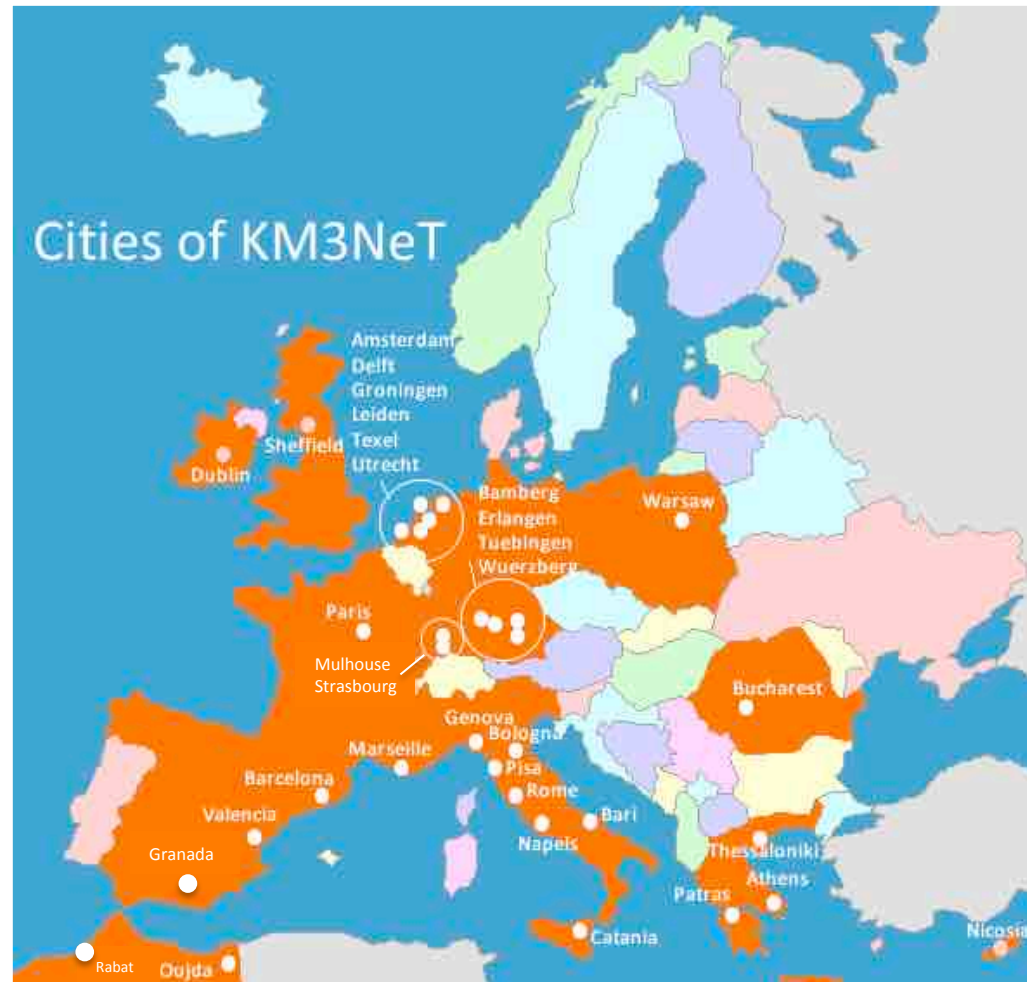 Cities of KM3NeT
Amsterdam
Delft
Groningen
Leiden
Texel
Utrecht
Sheffield
Dublin
Bamberg
Erlangen
Tuebingen
Wuerzberg
Warsaw
Paris
Mulhouse
Strasbourg
Bucharest
Genova
Bologna
Marseille
Pisa
Barcelona
Rome
Valencia
Bari
Napels
Granada
Thessaloniki
Athens
Patras
Catania
Nicosia
Rabat
Oujda